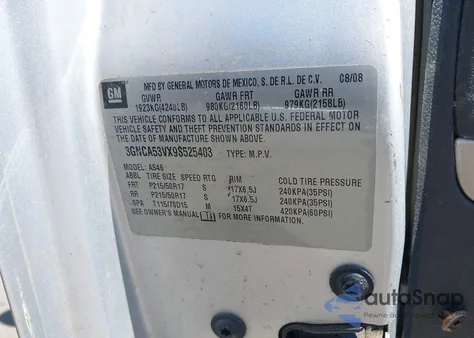 GM
MFD BY GENERAL MOTORS DE MEXICO, S. DE R.L. DE C.V. 08/08
GVWR GAWR FRT GAWR RR
1923KG(4240LB) 980KG(2160LB) 979KG(2158LB)
THIS VEHICLE CONFORMS TO ALL APPLICABLE U.S. FEDERAL MOTOR
VEHICLE SAFETY AND THEFT PREVENTION STANDARDS IN EFFECT ON
THE DATE OF MANUFACTURE SHOWN ABOVE.
3GNCA53VX9S525403 TYPE: M.P.V.
MODEL: AS46
ABBL TIRE SIZE SPEED RTG RIM COLD TIRE PRESSURE
FRT P215/50R17 S 17X6.5J 240KPA(35PSI)
RR P215/50R17 S 17X6.5J 240KPA(35PSI)
SPA T115/70D15 M 15X4T 420KPA(60PSI)
SEE OWNER'S MANUAL
autoSnap